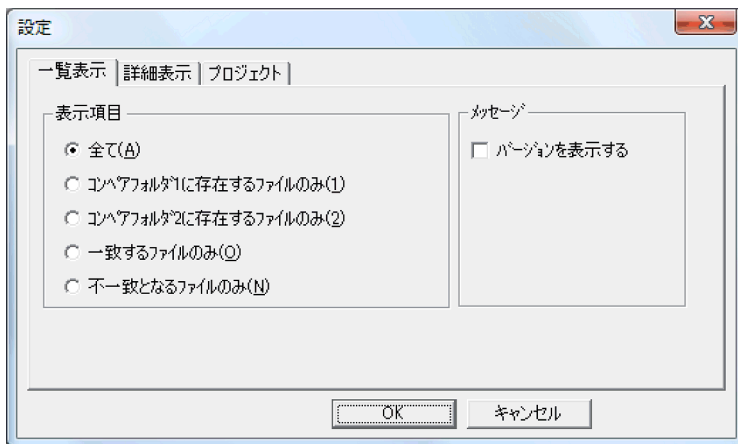 設定
一覧表示 詳細表示 プロジェクト
表示項目
全て(A)
コンペアフォルダ1に存在するファイルのみ(1)
コンペアフォルダ2に存在するファイルのみ(2)
一致するファイルのみ(O)
不一致となるファイルのみ(N)
メッセージ
バージョンを表示する
OK キャンセル